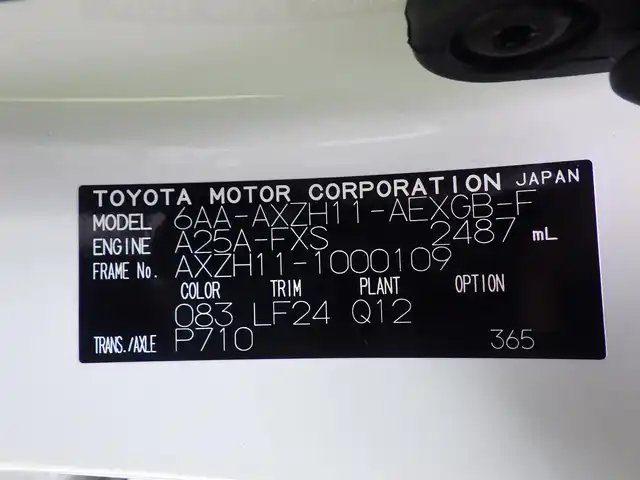 TOYOTA MOTOR CORPORATION JAPAN
MODEL 6AA-AXZH11-AEXGB-F
ENGINE A25A-FXS 2487 mL
FRAME No. AXZH11-1000109
COLOR TRIM PLANT OPTION
083 LF24 Q12
TRANS./AXLE P710 365